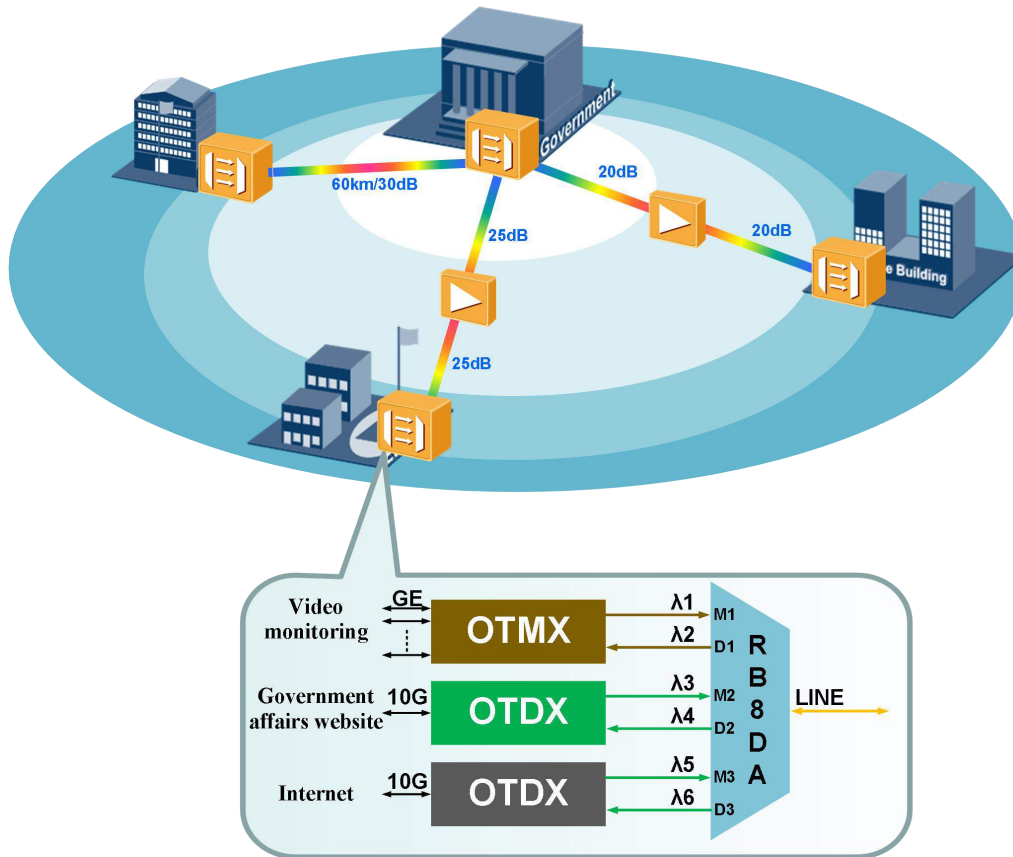 Government
60km/30dB
20dB
20dB
25dB
25dB
e Building
Video
monitoring
GE
OTMX
λ1
λ2
M1
D1
Government
affairs website
10G
OTDX
λ3
λ4
M2
D2
Internet
10G
OTDX
λ5
λ6
M3
D3
RB8DA
LINE